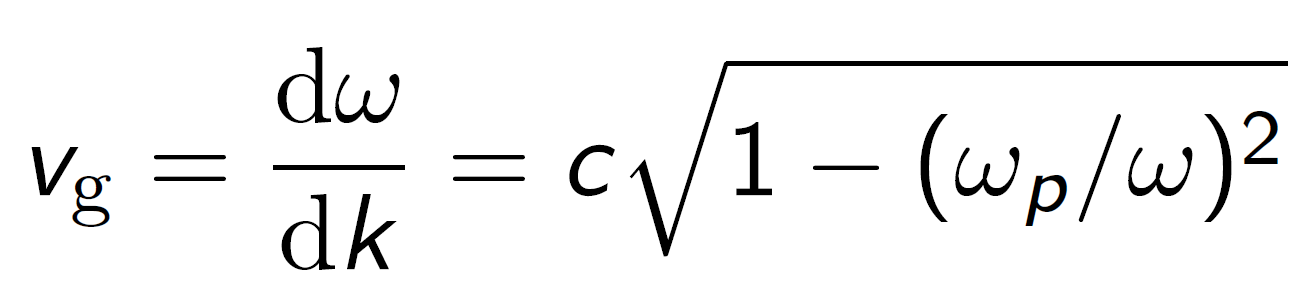 v_g = dω/dk = c√(1 − (ω_p/ω)²)